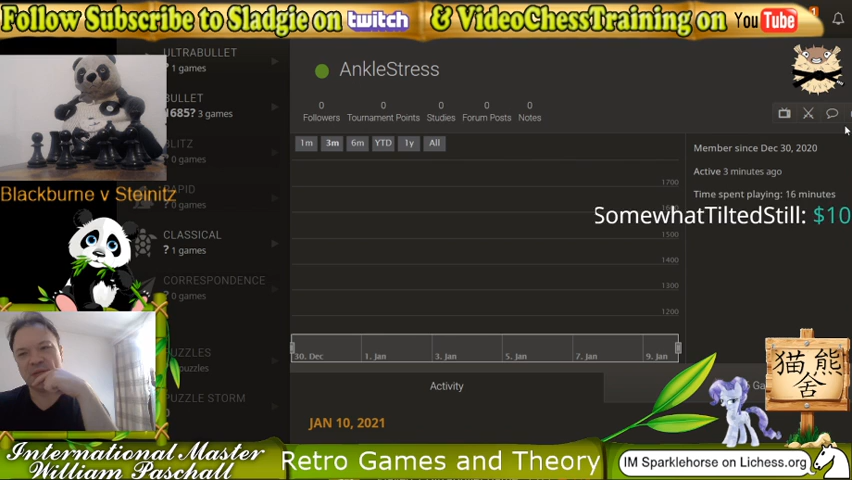 Follow Subscribe to Sladgie on twitch & VideoChessTraining on YouTube
1
ULTRABULLET
? 1 games
BULLET
1685? 3 games
BLITZ
? 0 games
RAPID
? 0 games
CLASSICAL
? 1 games
CORRESPONDENCE
? 0 games
PUZZLES
puzzles
PUZZLE STORM
0
Blackburne v Steinitz
AnkleStress
0 Followers
0 Tournament Points
0 Studies
0 Forum Posts
0 Notes
1m 3m 6m YTD 1y All
1700
1500
1400
1300
1200
30. Dec 1. Jan 3. Jan 5. Jan 7. Jan 9. Jan
Member since Dec 30, 2020
Active 3 minutes ago
Time spent playing: 16 minutes
SomewhatTiltedStill: $10
Activity
JAN 10, 2021
猫熊
舍
International Master
William Paschall
Retro Games and Theory
IM Sparklehorse on Lichess.org